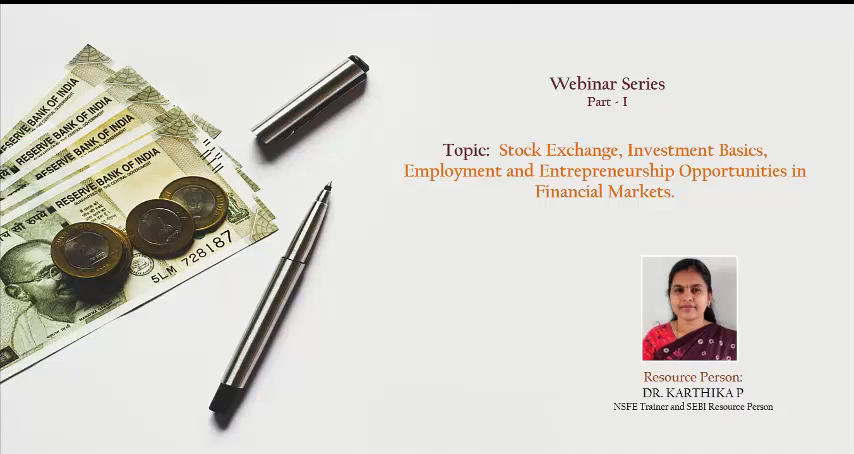 RESERVE BANK OF INDIA
RESERVE BANK OF INDIA
RESERVE BANK OF INDIA
RESERVE BANK OF INDIA
सौ रुपये
5LM 728187
Webinar Series
Part - I
Topic: Stock Exchange, Investment Basics,
Employment and Entrepreneurship Opportunities in
Financial Markets.
Resource Person:
DR. KARTHIKA P
NSFE Trainer and SEBI Resource Person